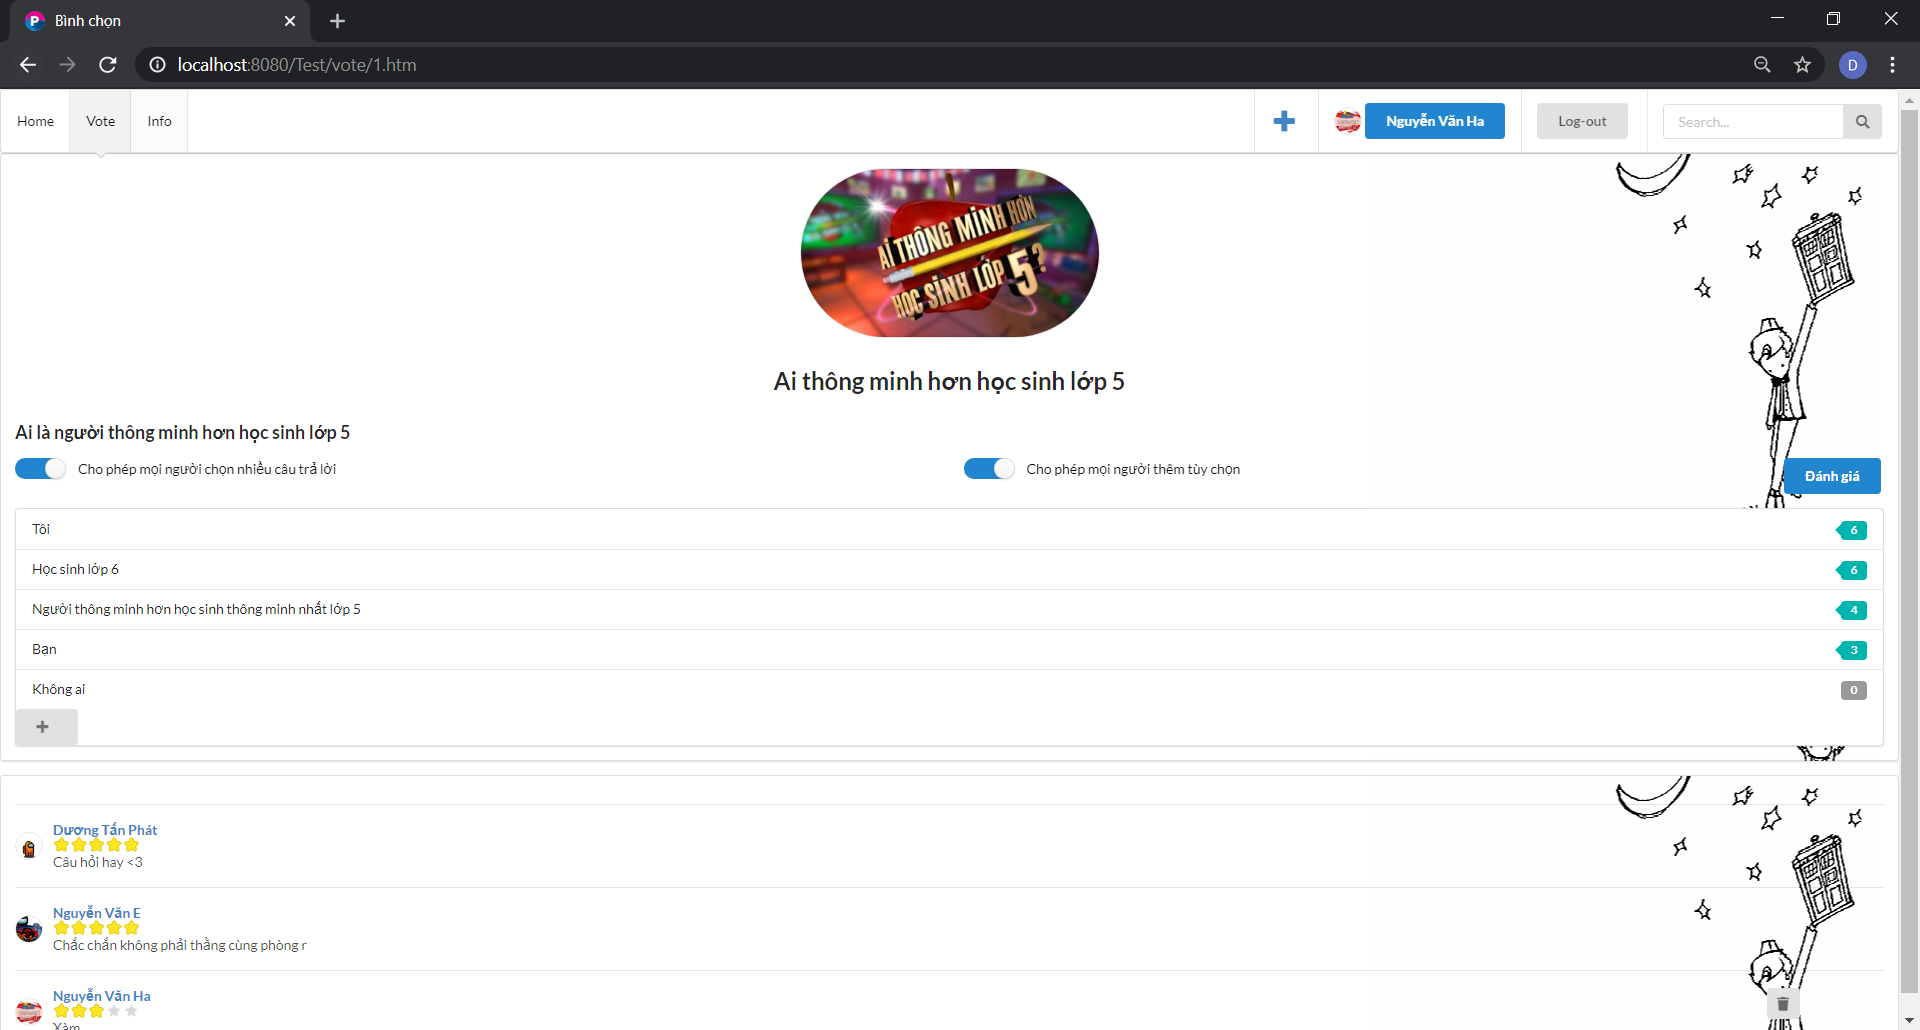 Bình chọn
localhost:8080/Test/vote/1.htm
D
Home
Vote
Info
Nguyễn Văn Ha
Log-out
Search...
AI THÔNG MINH HƠN
HỌC SINH LỚP 5?
Ai thông minh hơn học sinh lớp 5
Ai là người thông minh hơn học sinh lớp 5
Cho phép mọi người chọn nhiều câu trả lời
Cho phép mọi người thêm tùy chọn
Đánh giá
Tôi 6
Học sinh lớp 6 6
Người thông minh hơn học sinh thông minh nhất lớp 5 4
Bạn 3
Không ai 0
Dương Tấn Phát
Câu hỏi hay <3
Nguyễn Văn E
Chắc chắn không phải thằng cùng phòng r
Nguyễn Văn Ha
Xàm